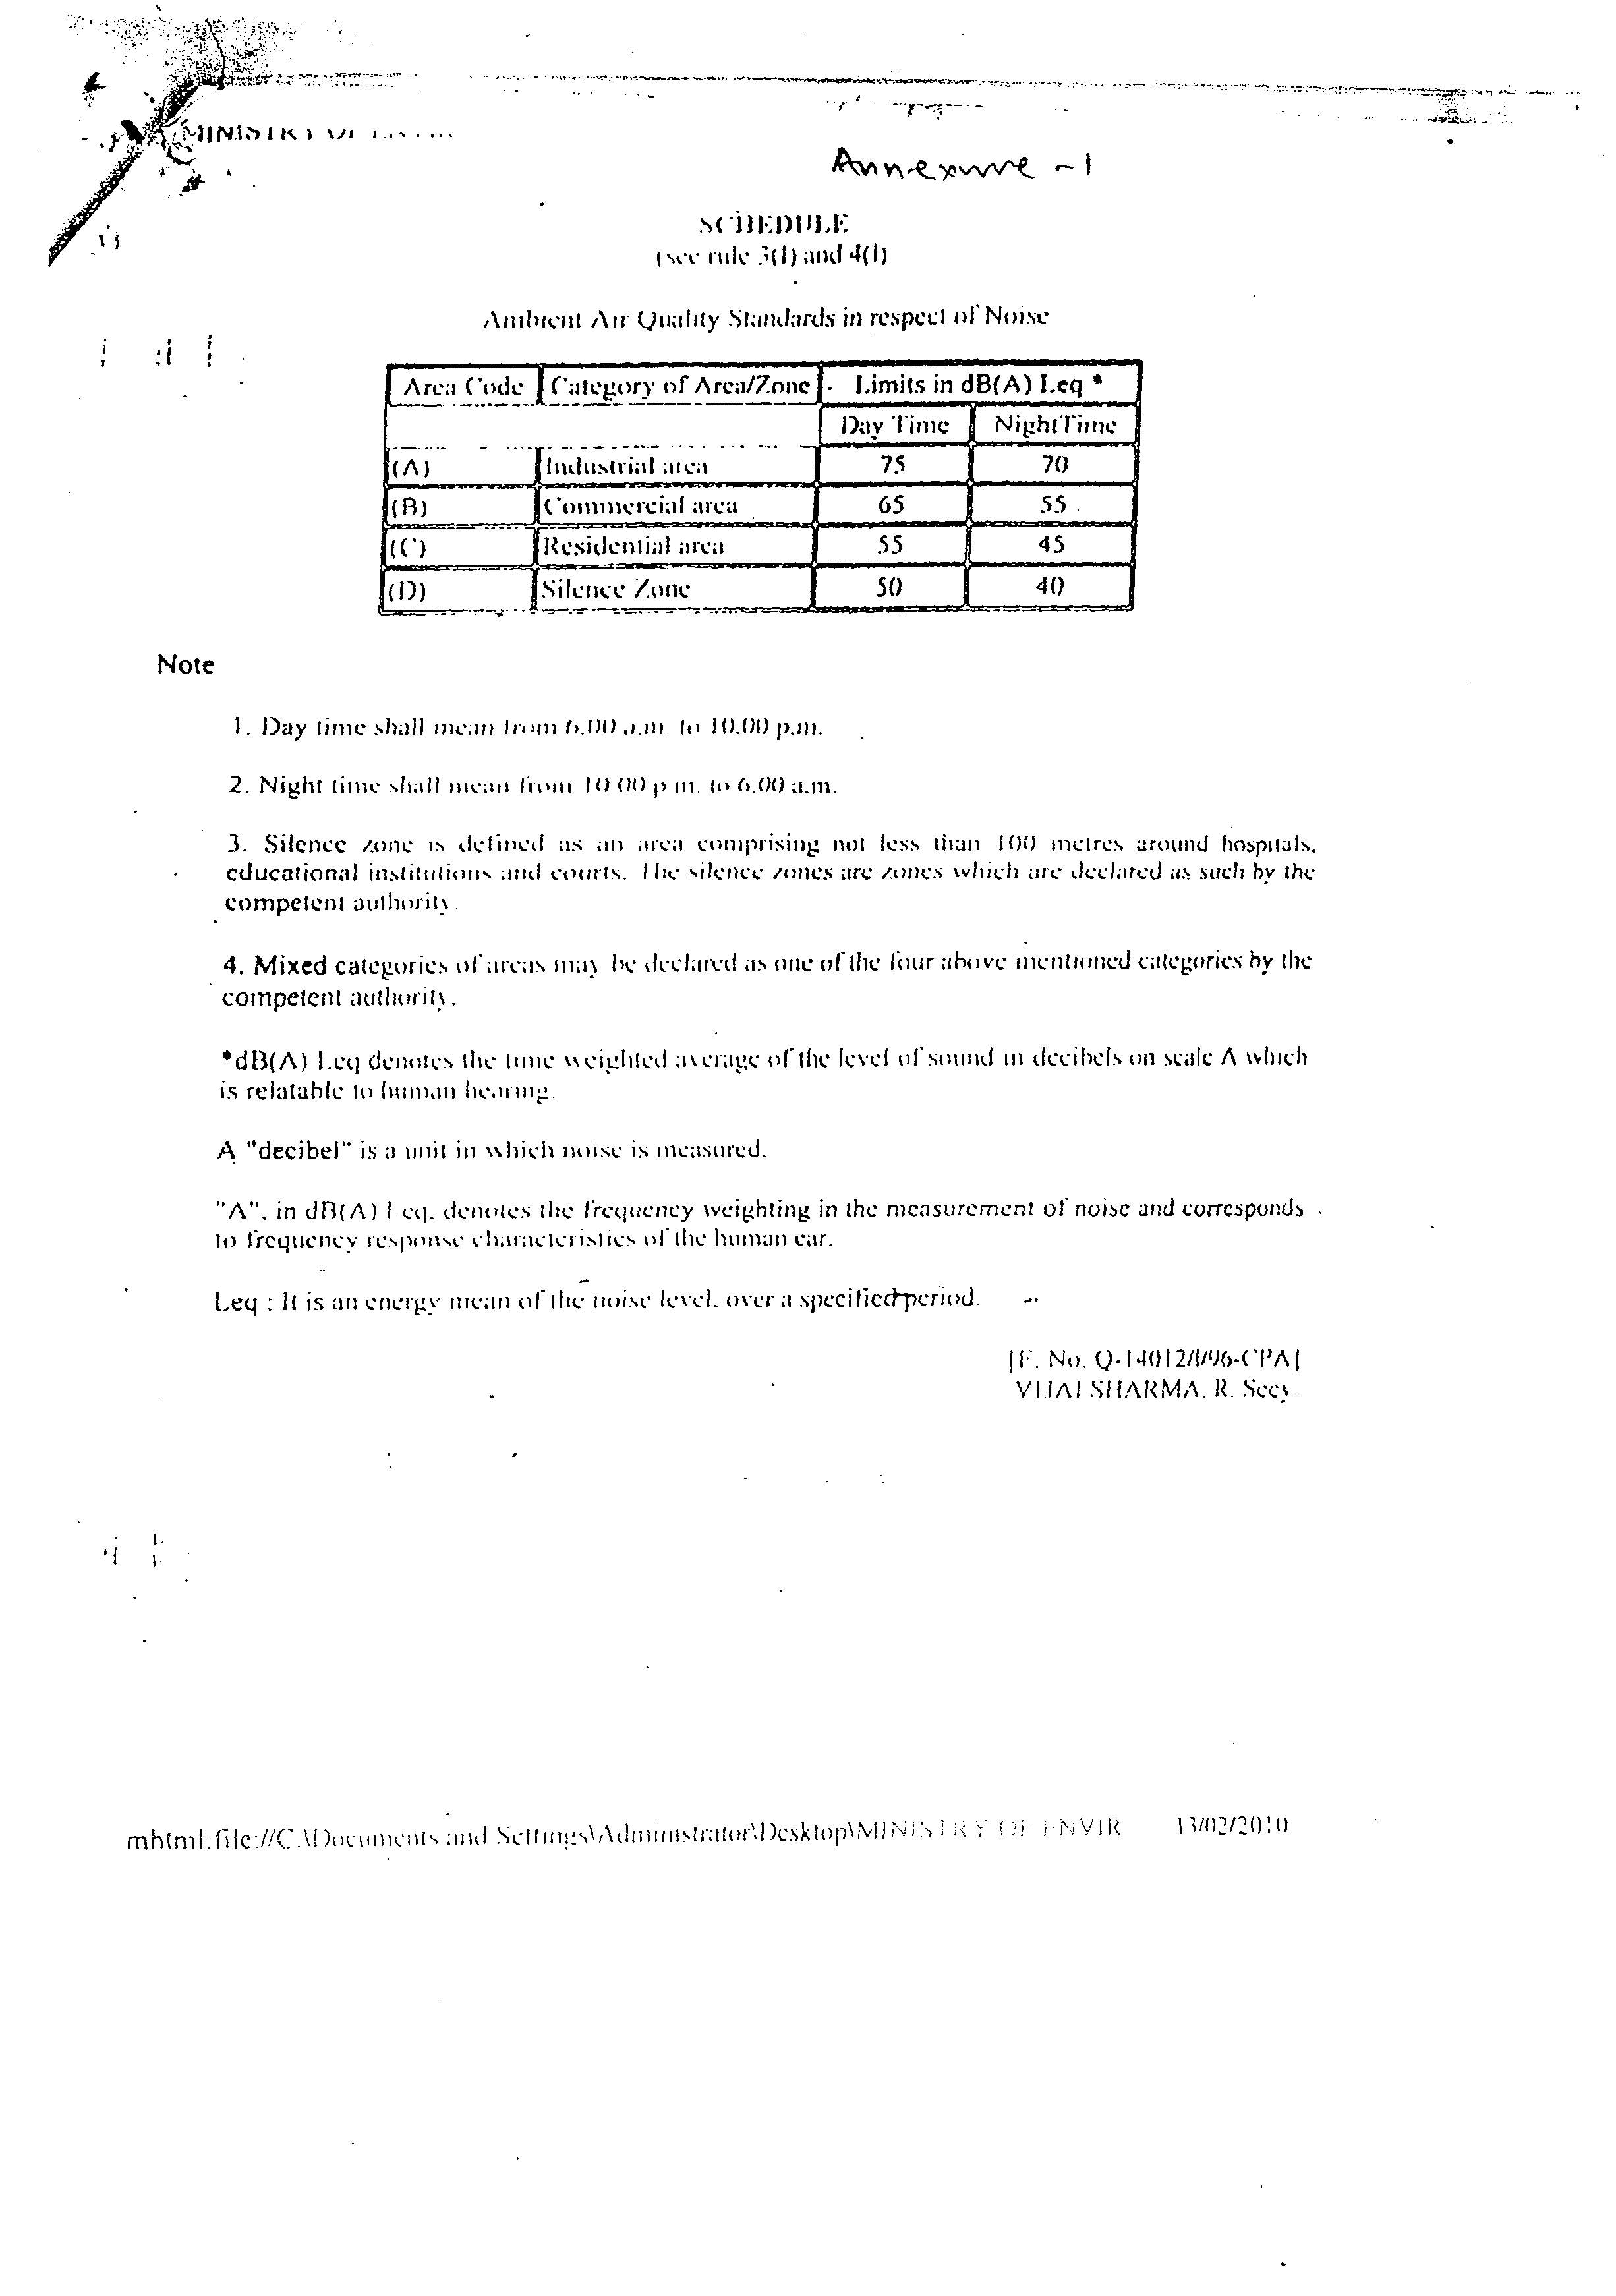 MINISTRY OF
Annexure - 1
SCHEDULE
(see rule 3(1) and 4(1)
Ambient Air Quality Standards in respect of Noise
Area Code Category of Area/Zone Limits in dB(A) Leq *
Day Time NightTime
(A) Industrial area 75 70
(B) Commercial area 65 55
(C) Residential area 55 45
(D) Silence Zone 50 40
Note
1. Day time shall mean from 6.00 a.m. to 10.00 p.m.
2. Night time shall mean from 10.00 p.m. to 6.00 a.m.
3. Silence zone is defined as an area comprising not less than 100 metres around hospitals,
educational institutions and courts. The silence zones are zones which are declared as such by the
competent authority.
4. Mixed categories of areas may be declared as one of the four above mentioned categories by the
competent authority.
*dB(A) Leq denotes the time weighted average of the level of sound in decibels on scale A which
is relatable to human hearing.
A "decibel" is a unit in which noise is measured.
"A", in dB(A) Leq, denotes the frequency weighting in the measurement of noise and corresponds
to frequency response characteristics of the human ear.
Leq : It is an energy mean of the noise level, over a specified period.
[F. No. Q-14012/1/96-CPA]
VIJAI SHARMA, R. Secy.
mhtml:file://C:\Documents and Settings\Administrator\Desktop\MINISTRY OF ENVIR 13/02/2010